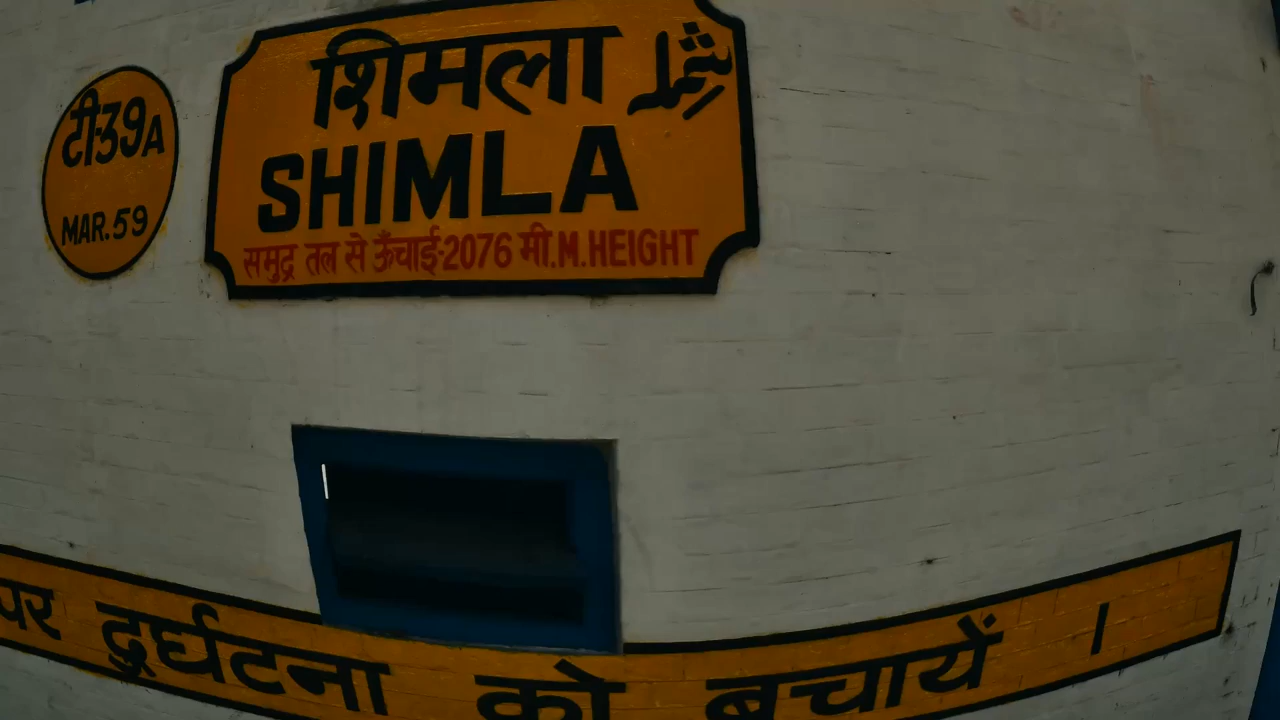 टी-39A
MAR.59
शिमला شملہ
SHIMLA
समुद्र तल से ऊँचाई-2076 मी.M.HEIGHT
पर दुर्घटना को बचायें ।